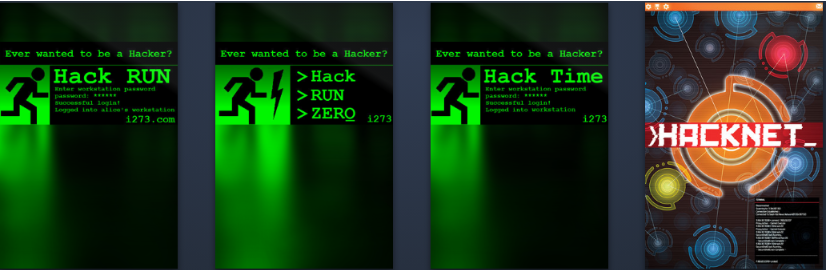 Ever wanted to be a Hacker?
Hack RUN
Enter workstation password
password: ******
Successful login!
Logged into alice's workstation
i273.com
Ever wanted to be a Hacker?
>Hack
>RUN
>ZERO
i273
Ever wanted to be a Hacker?
Hack Time
Enter workstation password
password: ******
Successful login!
Logged into workstation
i273
>HACKNET_